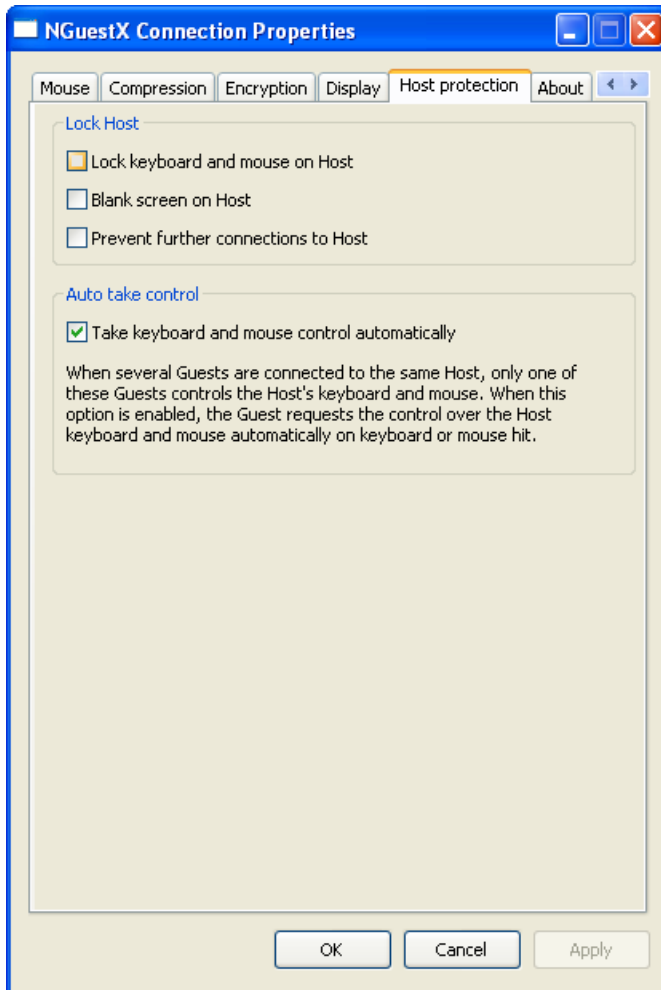 NGuestX Connection Properties
Mouse Compression Encryption Display Host protection About
Lock Host
Lock keyboard and mouse on Host
Blank screen on Host
Prevent further connections to Host
Auto take control
Take keyboard and mouse control automatically
When several Guests are connected to the same Host, only one of
these Guests controls the Host's keyboard and mouse. When this
option is enabled, the Guest requests the control over the Host
keyboard and mouse automatically on keyboard or mouse hit.
OK Cancel Apply